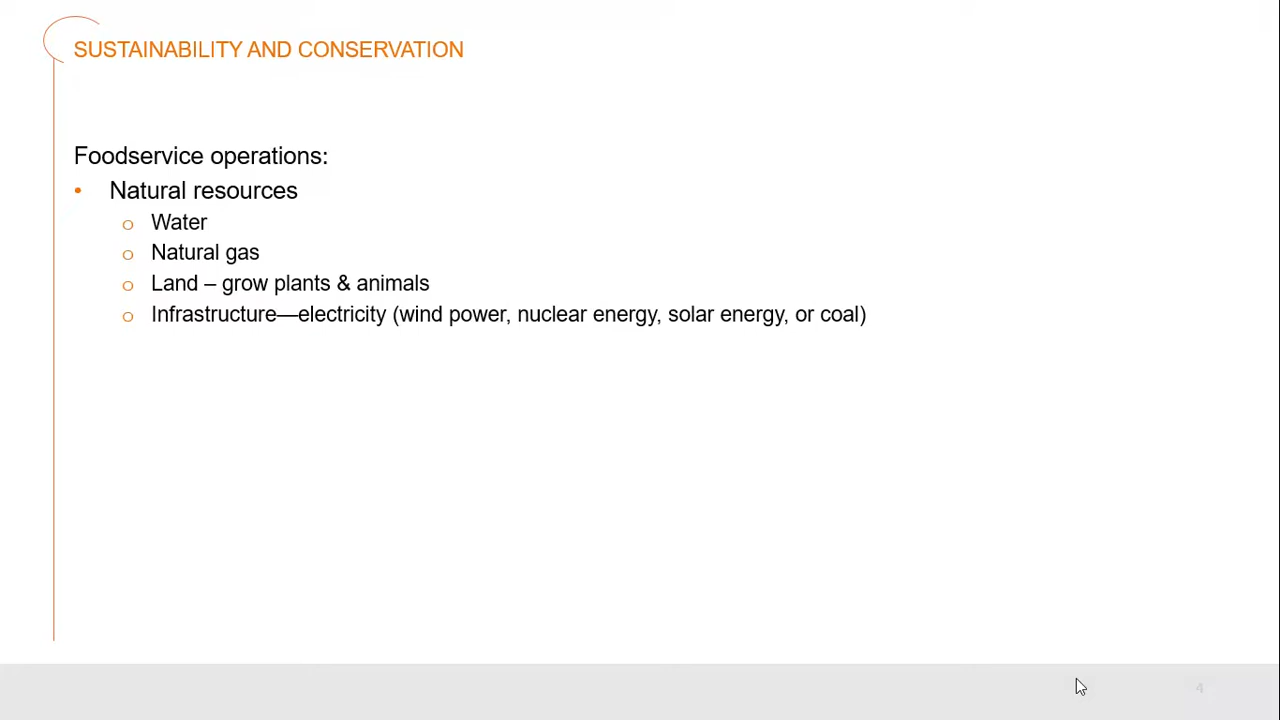 SUSTAINABILITY AND CONSERVATION
Foodservice operations:
• Natural resources
o Water
o Natural gas
o Land – grow plants & animals
o Infrastructure—electricity (wind power, nuclear energy, solar energy, or coal)
4